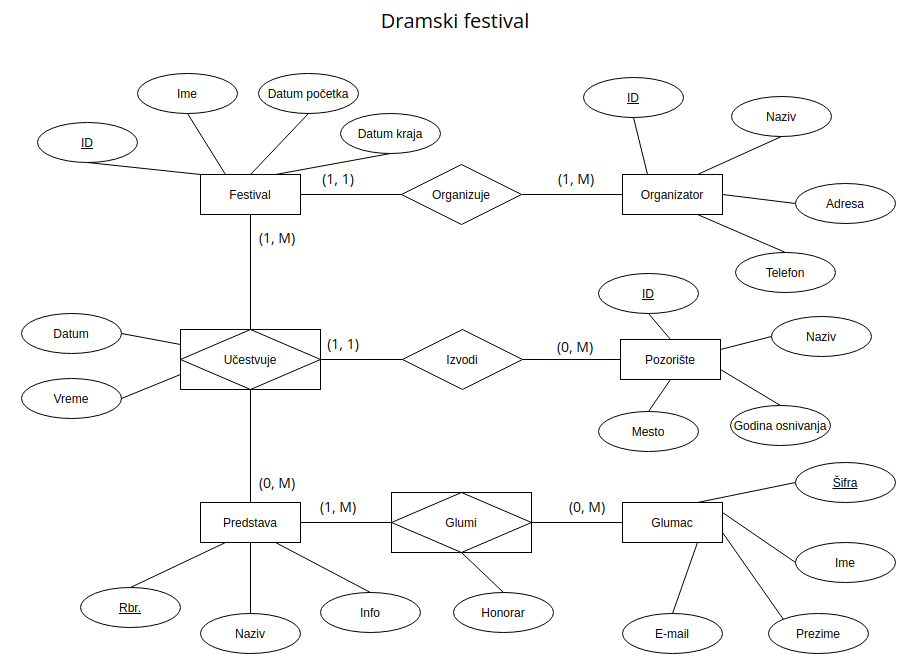 Dramski festival
ID
Ime
Datum početka
Datum kraja
ID
Naziv
Festival
(1, 1)
Organizuje
(1, M)
Organizator
Adresa
(1, M)
Telefon
ID
Datum
Vreme
Učestvuje
(1, 1)
Izvodi
(0, M)
Pozorište
Naziv
Mesto
Godina osnivanja
(0, M)
Predstava
(1, M)
Glumi
(0, M)
Glumac
Šifra
Ime
Rbr.
Naziv
Info
Honorar
E-mail
Prezime